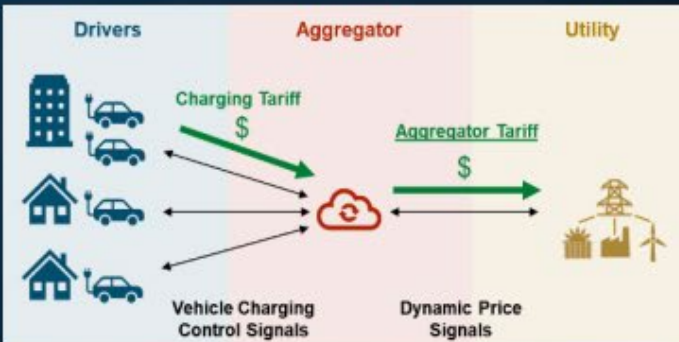 Drivers
Aggregator
Utility
Charging Tariff
$
Aggregator Tariff
$
Vehicle Charging
Control Signals
Dynamic Price
Signals